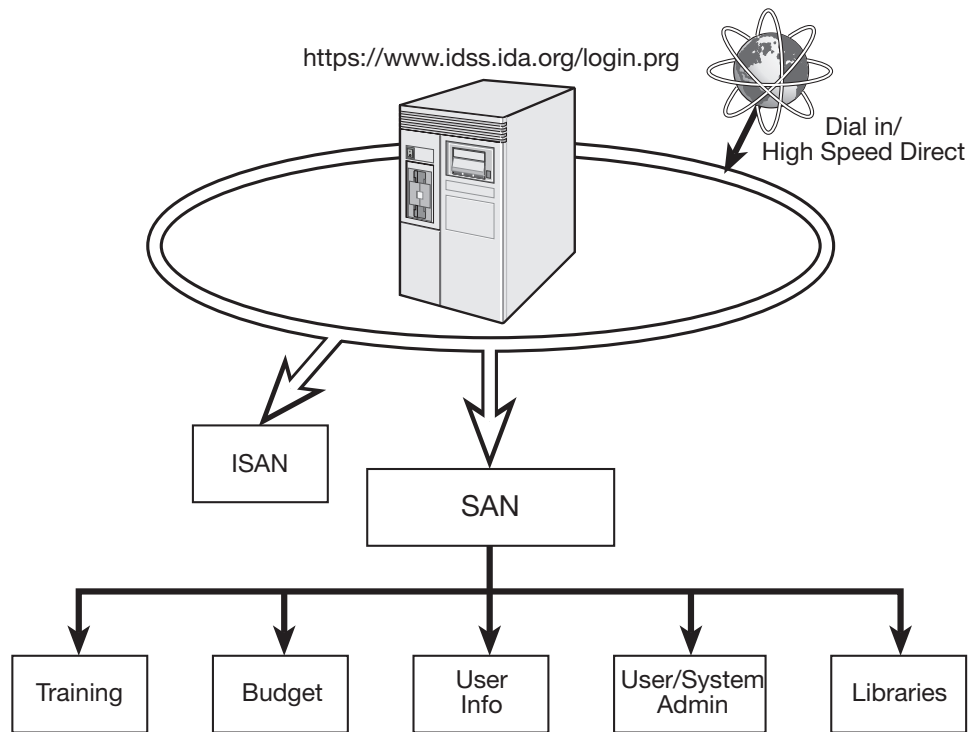 https://www.idss.ida.org/login.prg
Dial in/
High Speed Direct
ISAN
SAN
Training
Budget
User
Info
User/System
Admin
Libraries